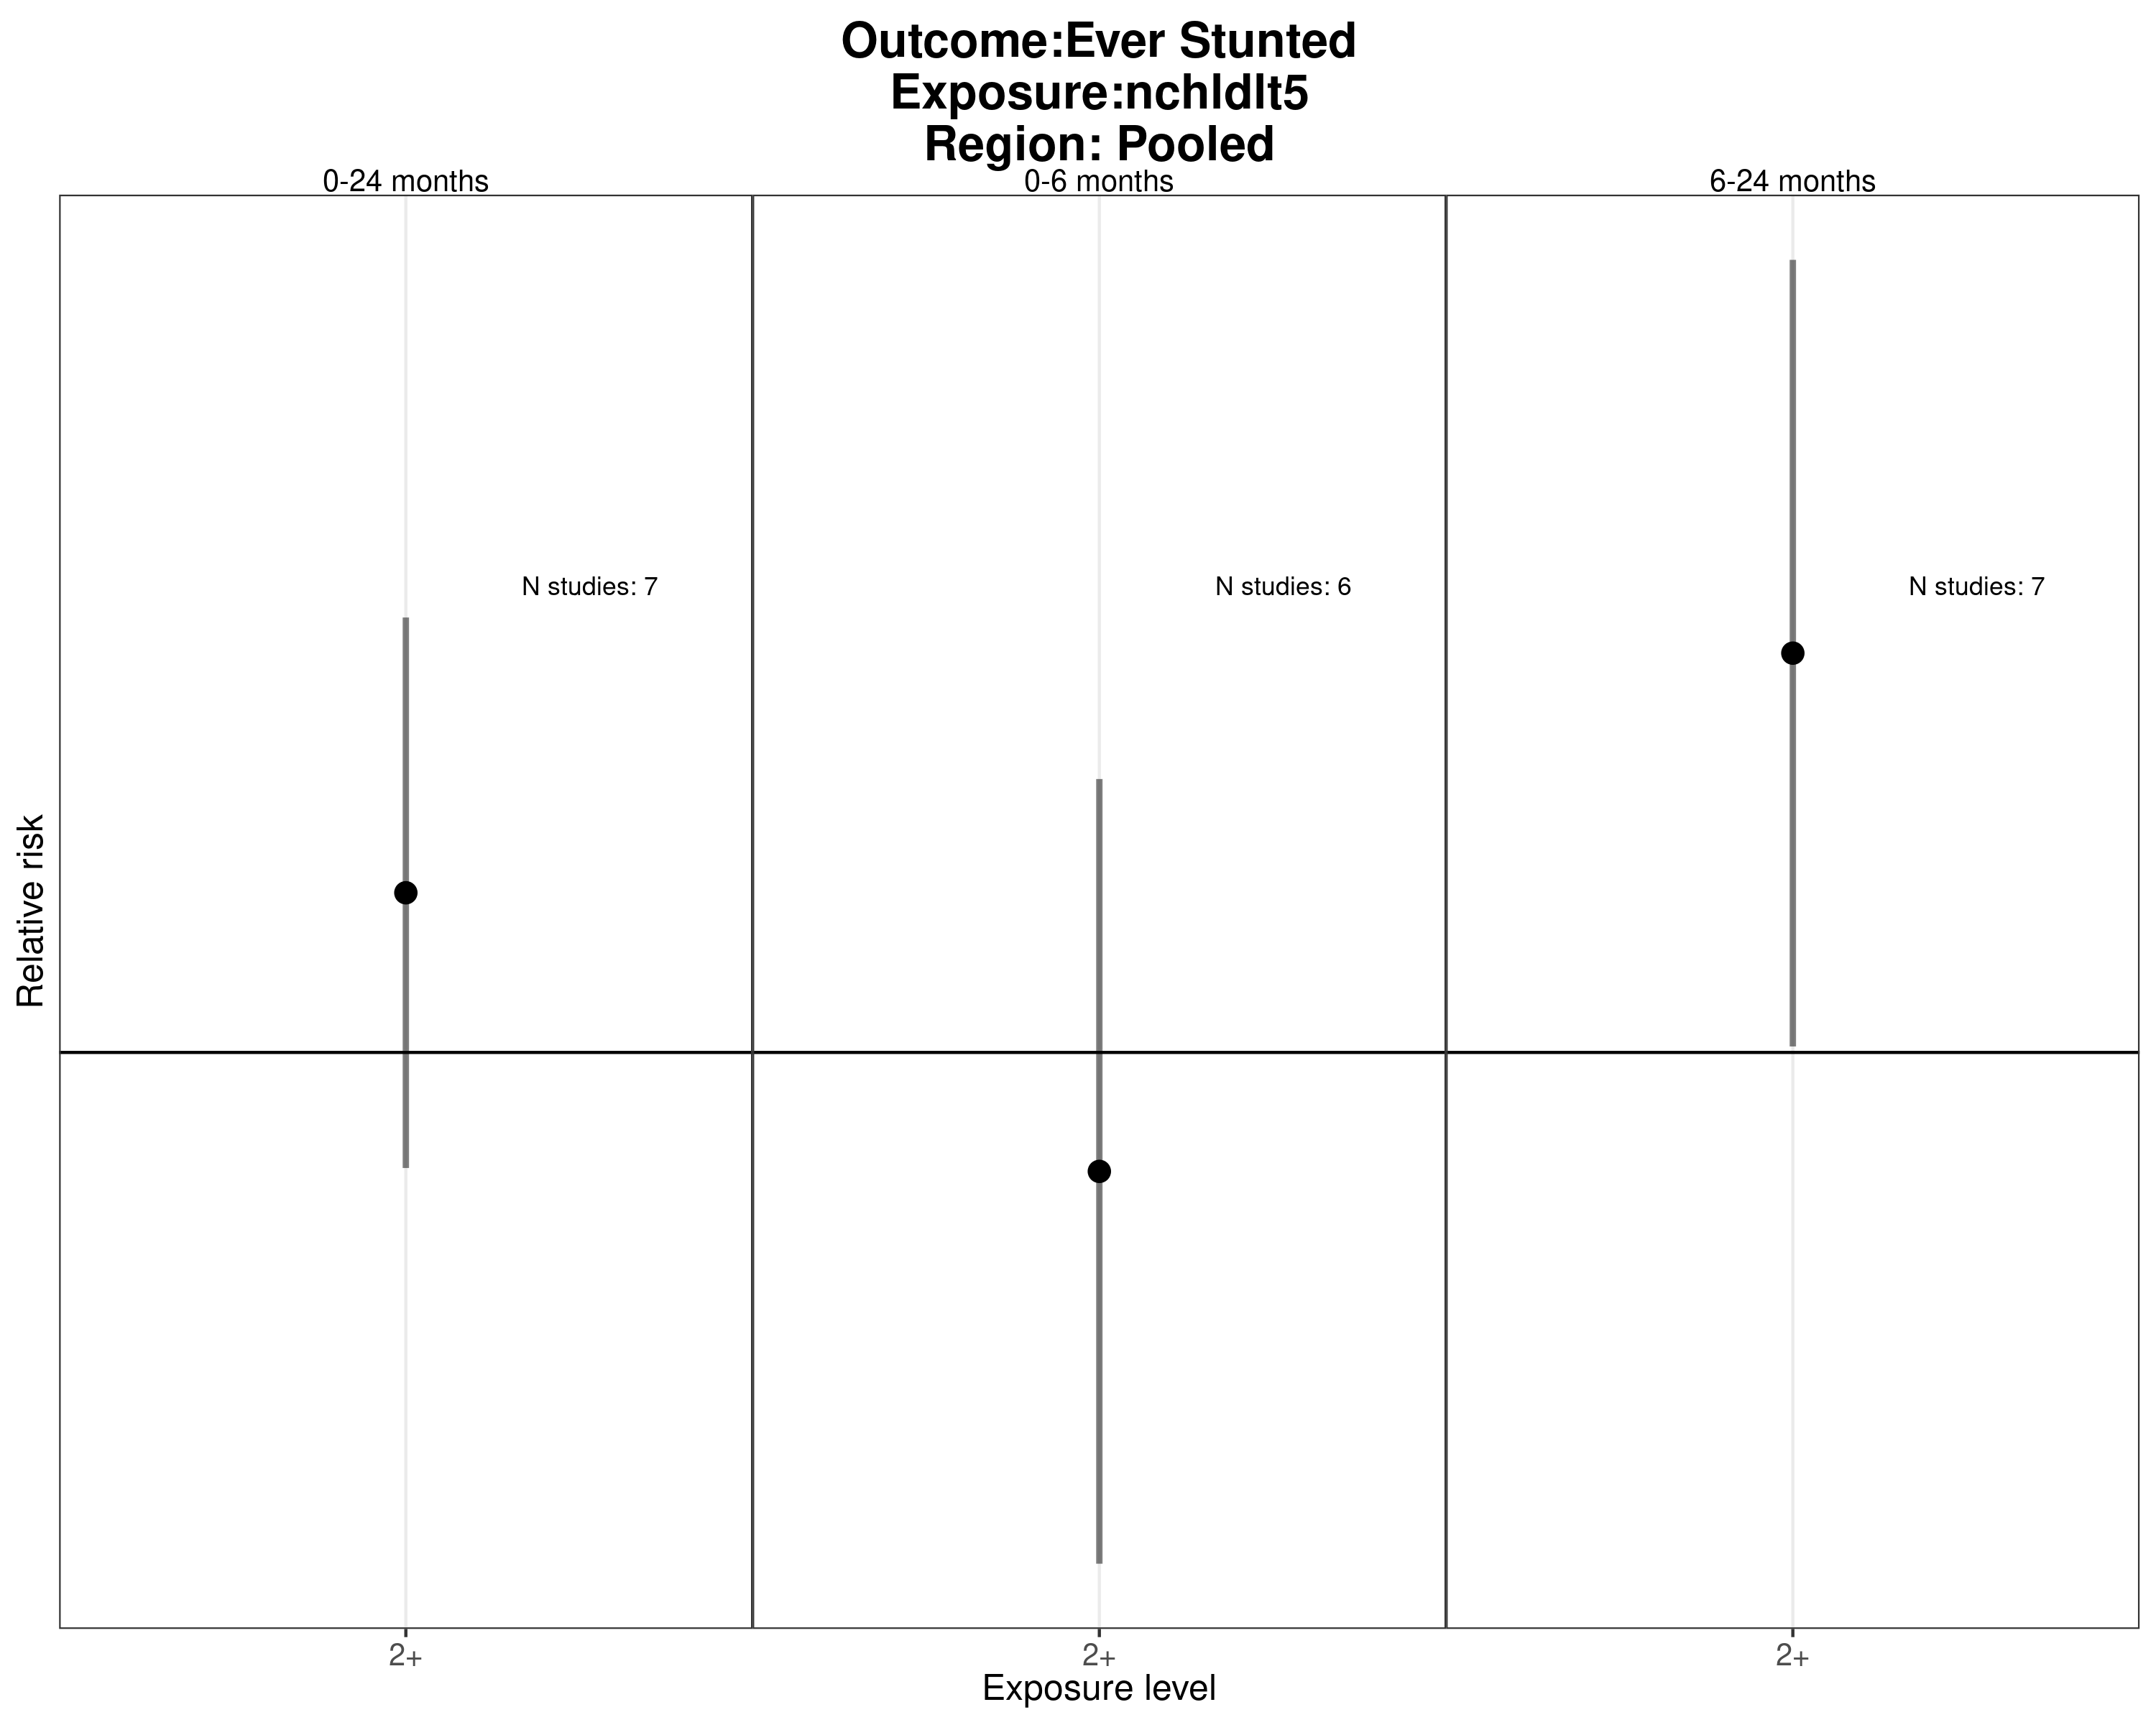 Outcome:Ever Stunted
Exposure:nchldlt5
Region: Pooled
0-24 months
0-6 months
6-24 months
N studies: 7
N studies: 6
N studies: 7
Relative risk
2+
2+
2+
Exposure level